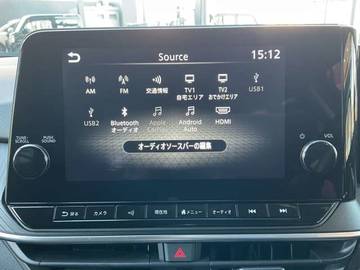 Source
15:12
AM
FM
交通情報
TV1
自宅エリア
TV2
おでかけエリア
USB1
USB2
Bluetooth
オーディオ
Apple
CarPlay
Android
Auto
HDMI
TUNE
SCROLL
PUSH
SOUND
VOL
オーディオソースバーの編集
戻る
カメラ
現在地
メニュー
オーディオ